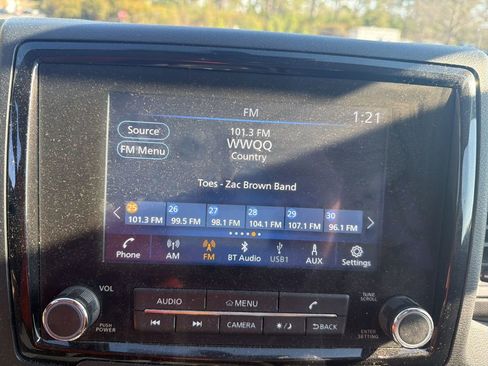 FM
1:21
Source
101.3 FM
WWQQ
FM Menu
Country
Toes - Zac Brown Band
25 26 27 28 29 30
101.3 FM 99.5 FM 98.1 FM 104.1 FM 107.1 FM 96.1 FM
Phone AM FM BT Audio USB1 AUX Settings
VOL
AUDIO MENU
TUNE
SCROLL
PUSH
POWER
CAMERA BACK
ENTER
SETTING